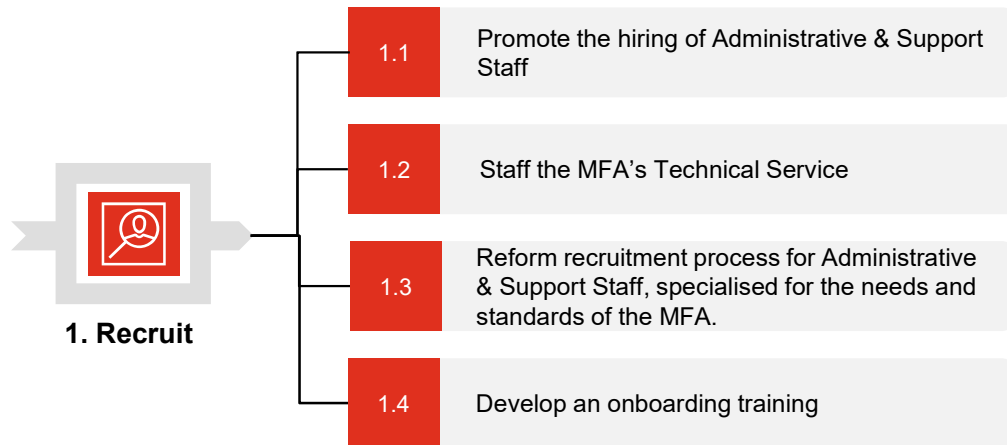 1.1
Promote the hiring of Administrative & Support
Staff
1.2
Staff the MFA’s Technical Service
1.3
Reform recruitment process for Administrative
& Support Staff, specialised for the needs and
standards of the MFA.
1. Recruit
1.4
Develop an onboarding training